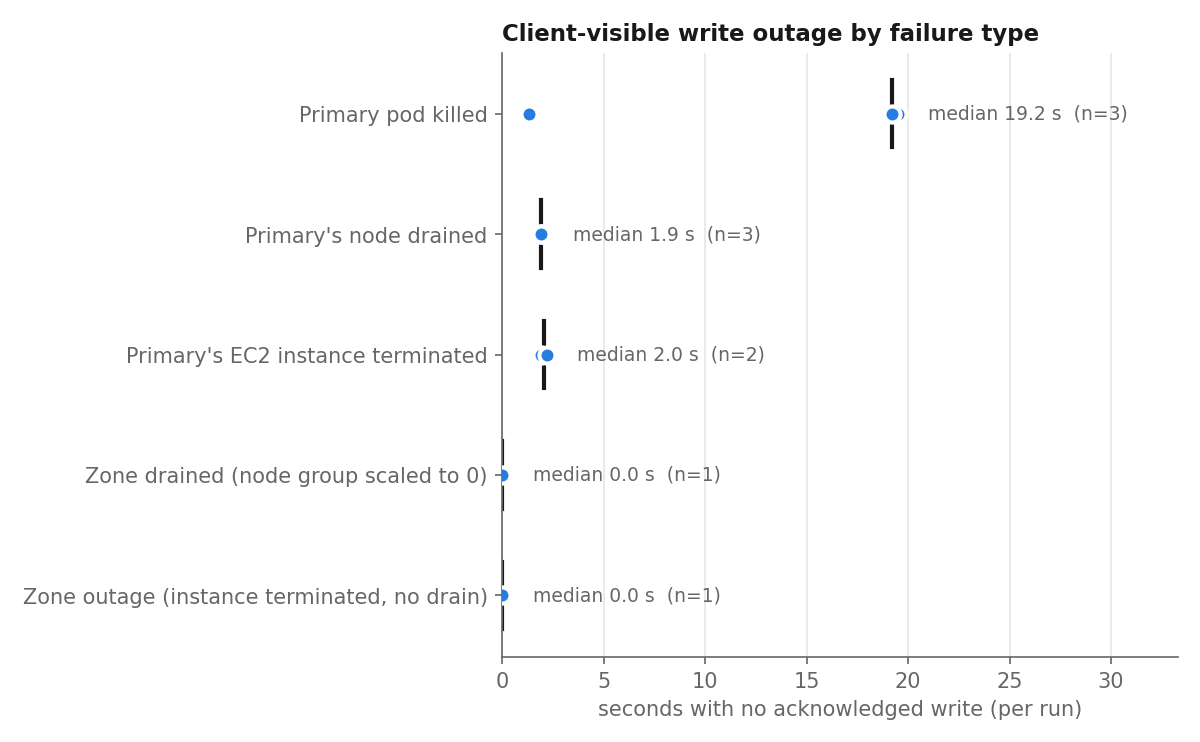 Client-visible write outage by failure type
Primary pod killed
median 19.2 s (n=3)
Primary's node drained
median 1.9 s (n=3)
Primary's EC2 instance terminated
median 2.0 s (n=2)
Zone drained (node group scaled to 0)
median 0.0 s (n=1)
Zone outage (instance terminated, no drain)
median 0.0 s (n=1)
0 5 10 15 20 25 30
seconds with no acknowledged write (per run)